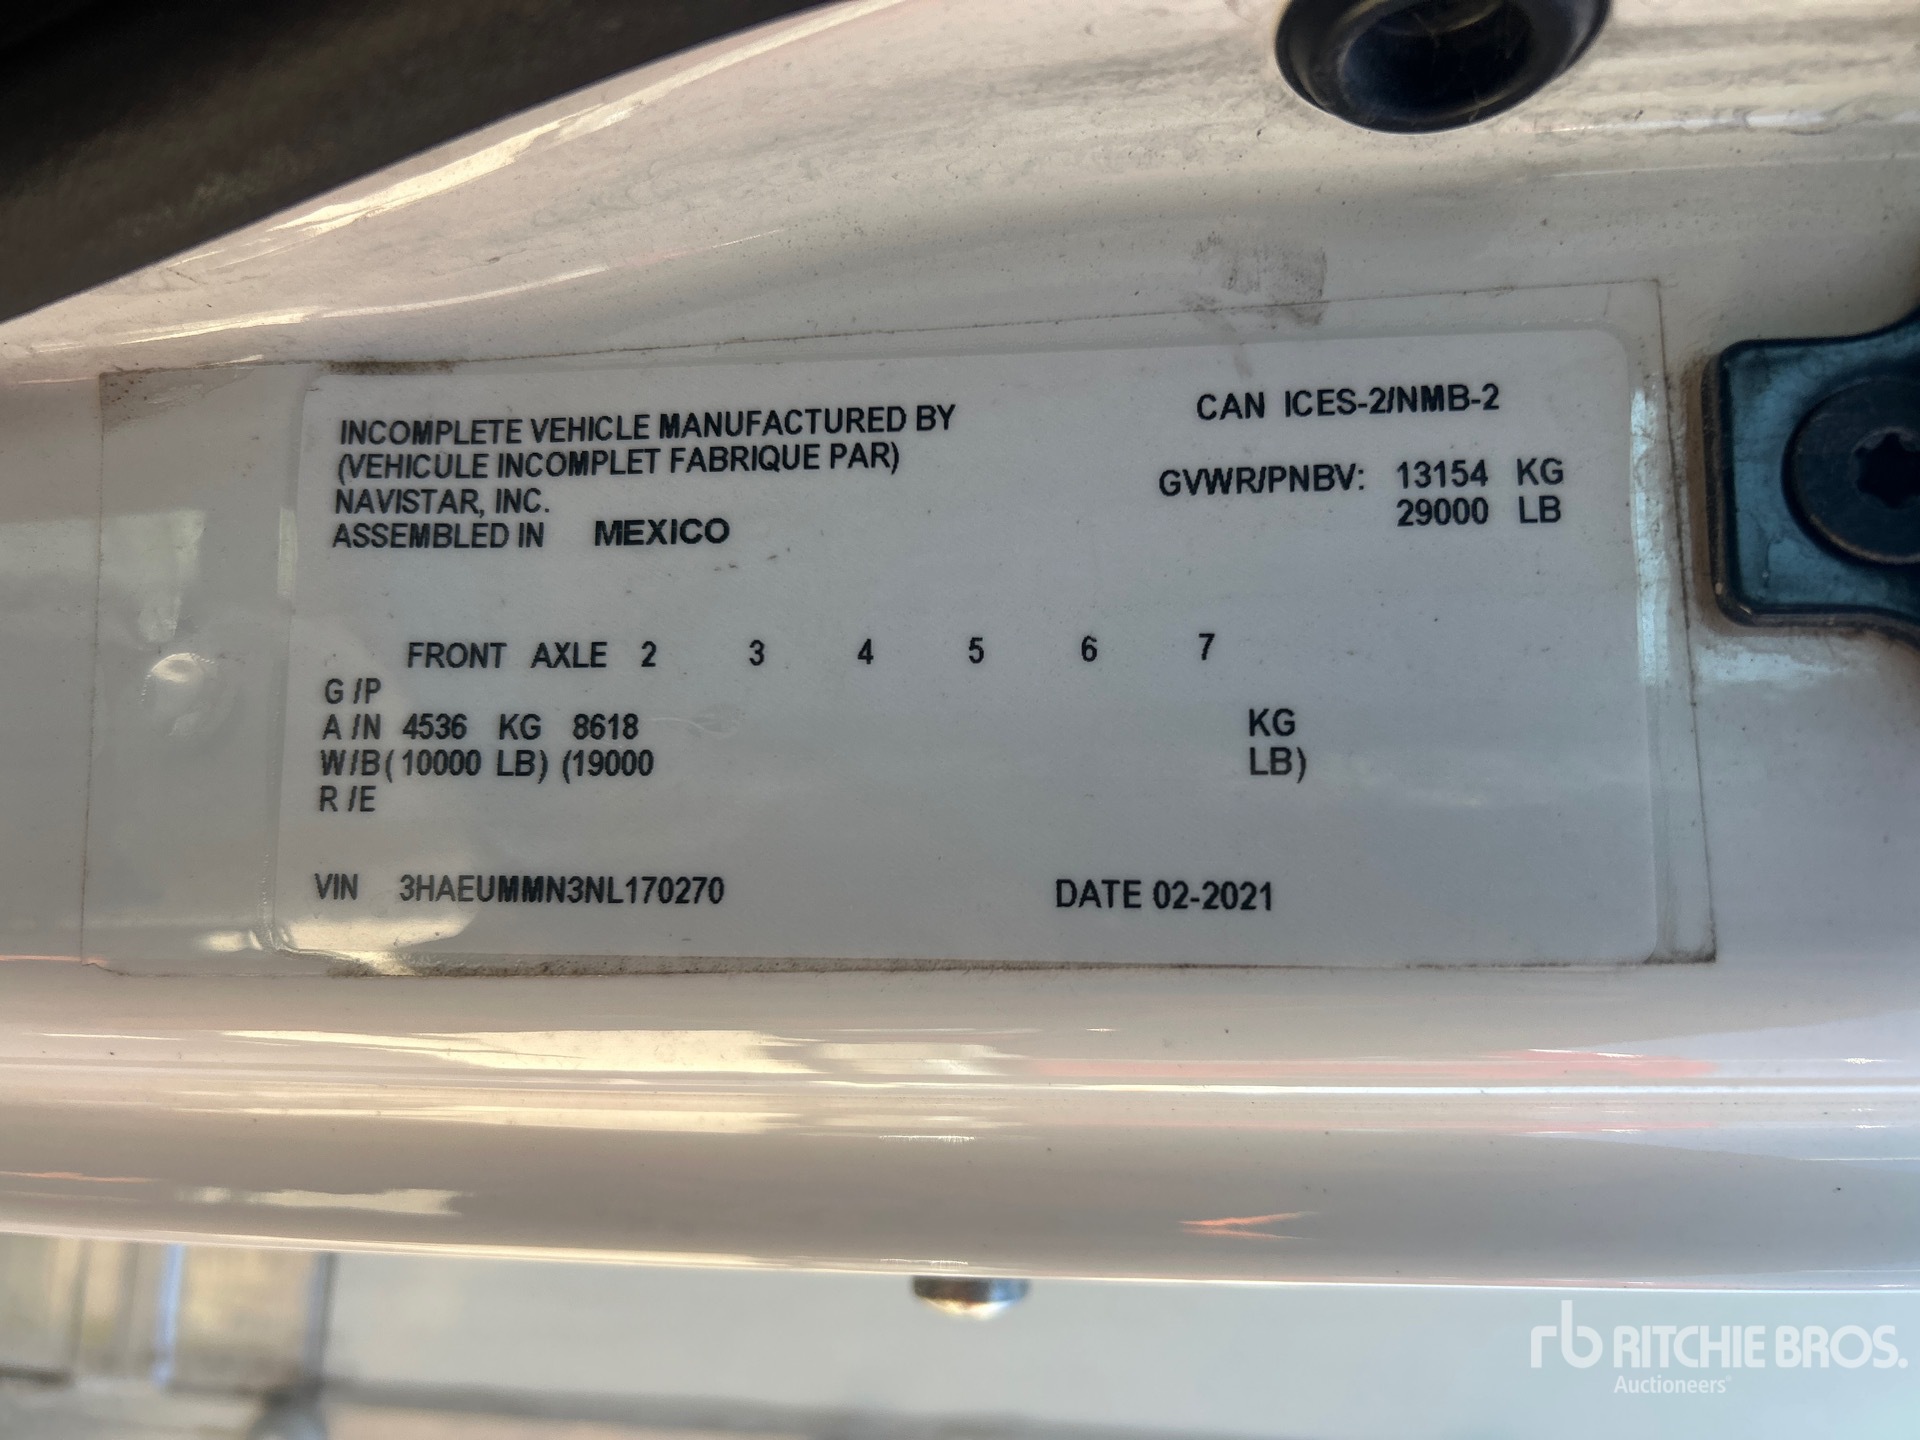 INCOMPLETE VEHICLE MANUFACTURED BY
(VEHICULE INCOMPLET FABRIQUE PAR)
NAVISTAR, INC.
ASSEMBLED IN MEXICO
CAN ICES-2/NMB-2
GVWR/PNBV: 13154 KG
29000 LB
FRONT AXLE 2 3 4 5 6 7
G/P
A/N 4536 KG 8618 KG
W/B (10000 LB) (19000 LB)
R/E
VIN 3HAEUMMN3NL170270 DATE 02-2021
rb RITCHIE BROS.
Auctioneers